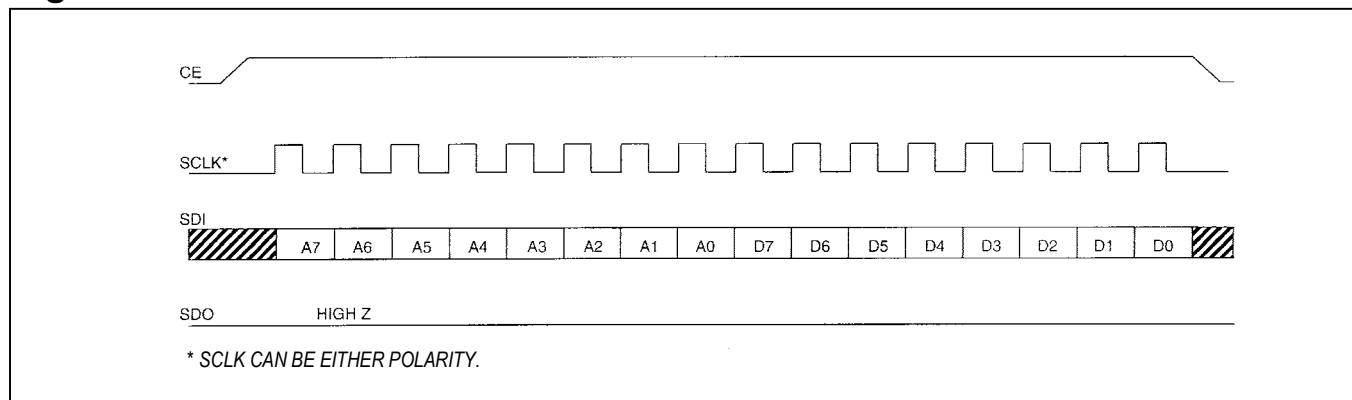 CE
SCLK*
SDI
A7 A6 A5 A4 A3 A2 A1 A0 D7 D6 D5 D4 D3 D2 D1 D0
SDO HIGH Z
* SCLK CAN BE EITHER POLARITY.